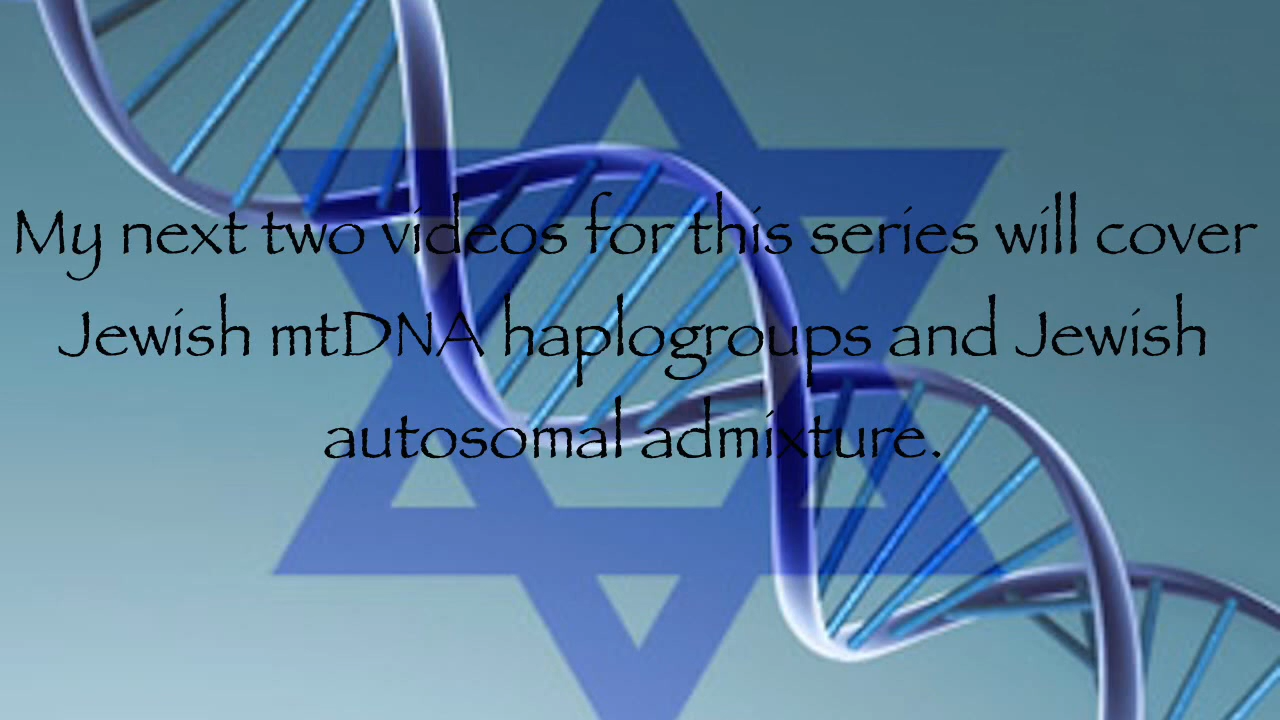 My next two videos for this series will cover
Jewish mtDNA haplogroups and Jewish
autosomal admixture.